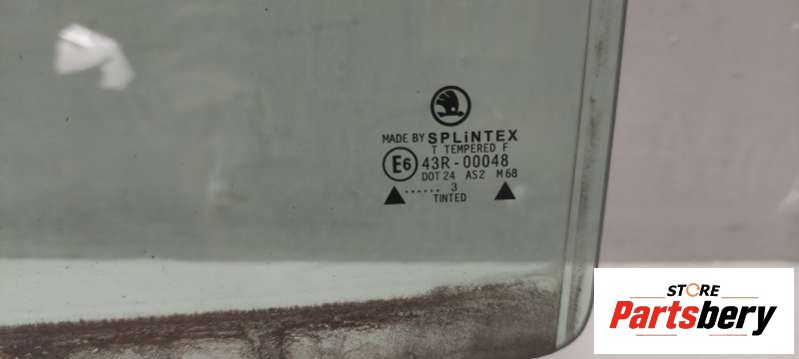 MADE BY SPLiNTEX
T TEMPERED F
E6 43R-00048
DOT 24 AS2 M68
...... 3
TINTED
STORE
Partsbery